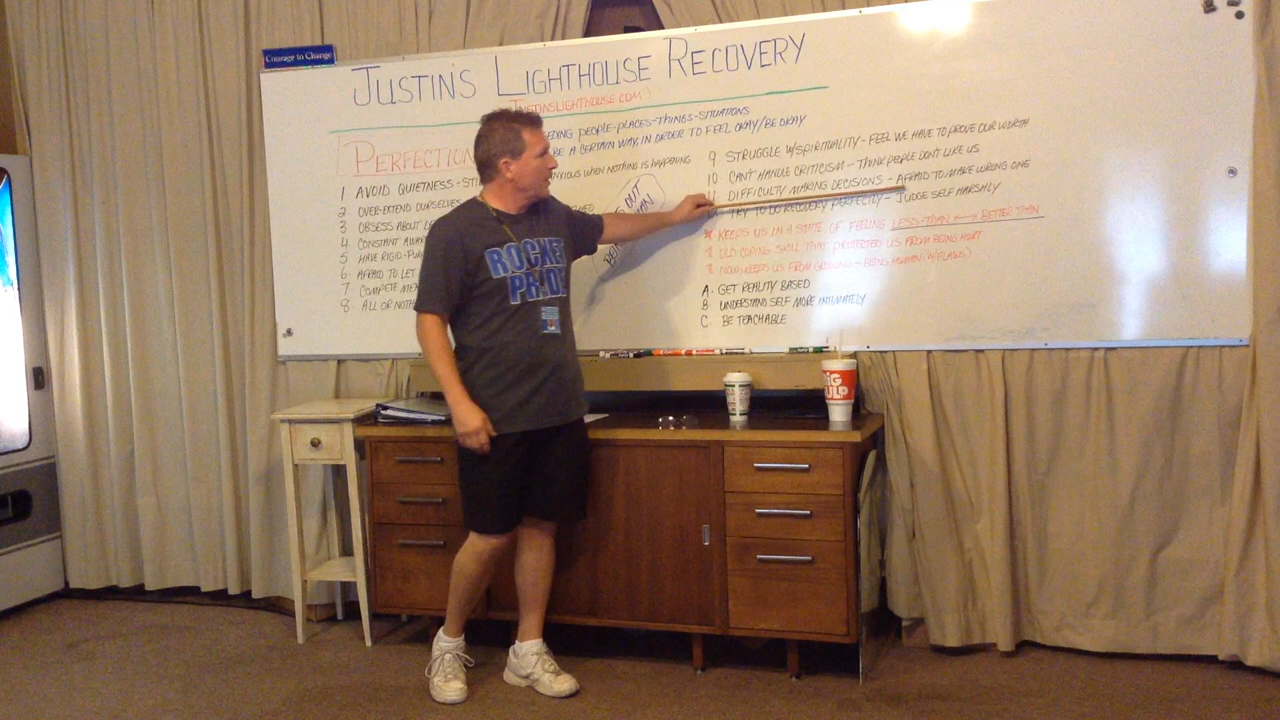 Courage to Change
JUSTIN'S LIGHTHOUSE RECOVERY
JUSTINSLIGHTHOUSE.COM
PEOPLE-PLACES-THINGS-SITUATIONS
A CERTAIN WAY, IN ORDER TO FEEL OKAY/BE OKAY
PERFECTION
ANXIOUS WHEN NOTHING IS HAPPENING
1 AVOID QUIETNESS-
2 OVER-EXTEND OURSELVES
3 OBSESS ABOUT
4 CONSTANT
5 HAVE RIGID-
6 AFRAID TO LET
7 COMPETE
8 ALL OR
OUT
9 STRUGGLE W/SPIRITUALITY - FEEL WE HAVE TO PROVE OUR WORTH
10 CAN'T HANDLE CRITICISM - THINK PEOPLE DON'T LIKE US
11 DIFFICULTY MAKING DECISIONS - AFRAID TO MAKE WRONG ONE
TRY TO DO RECOVERY PERFECTLY - JUDGE SELF HARSHLY
* KEEPS US IN A STATE OF FEELING LESS-THAN ⟷ BETTER THAN
* OLD COPING SKILL THAT PROTECTED US FROM BEING HURT
* NOW-KEEPS US FROM GROWING - BEING HUMAN (W/FLAWS)
A. GET REALITY BASED
B. UNDERSTAND SELF MORE INTIMATELY
C. BE TEACHABLE
ROCKET
PRIDE
BIG
GULP